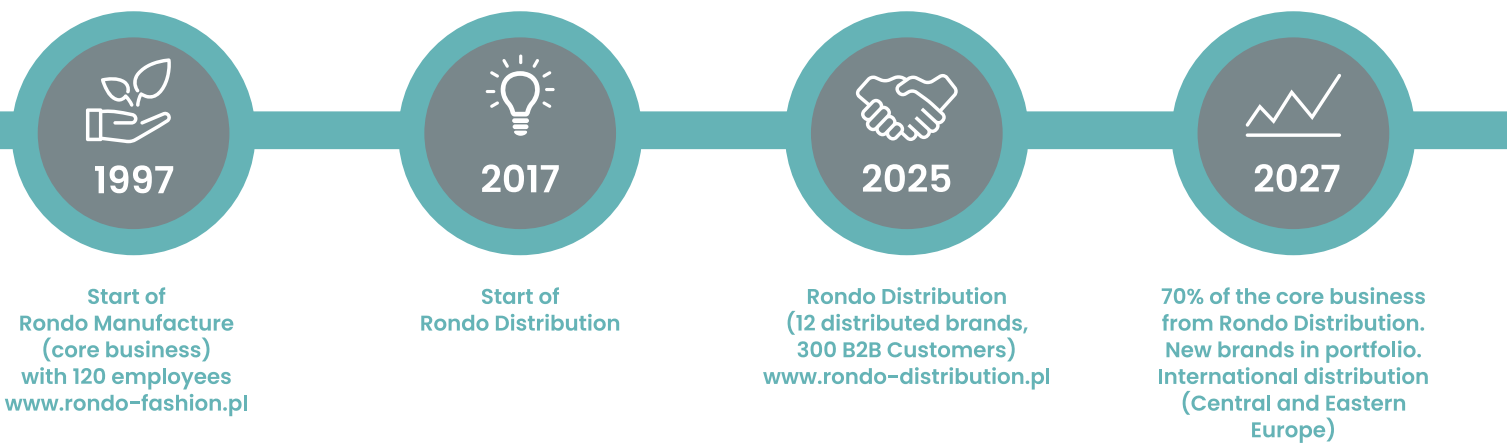 1997
Start of
Rondo Manufacture
(core business)
with 120 employees
www.rondo-fashion.pl
2017
Start of
Rondo Distribution
2025
Rondo Distribution
(12 distributed brands,
300 B2B Customers)
www.rondo-distribution.pl
2027
70% of the core business
from Rondo Distribution.
New brands in portfolio.
International distribution
(Central and Eastern
Europe)